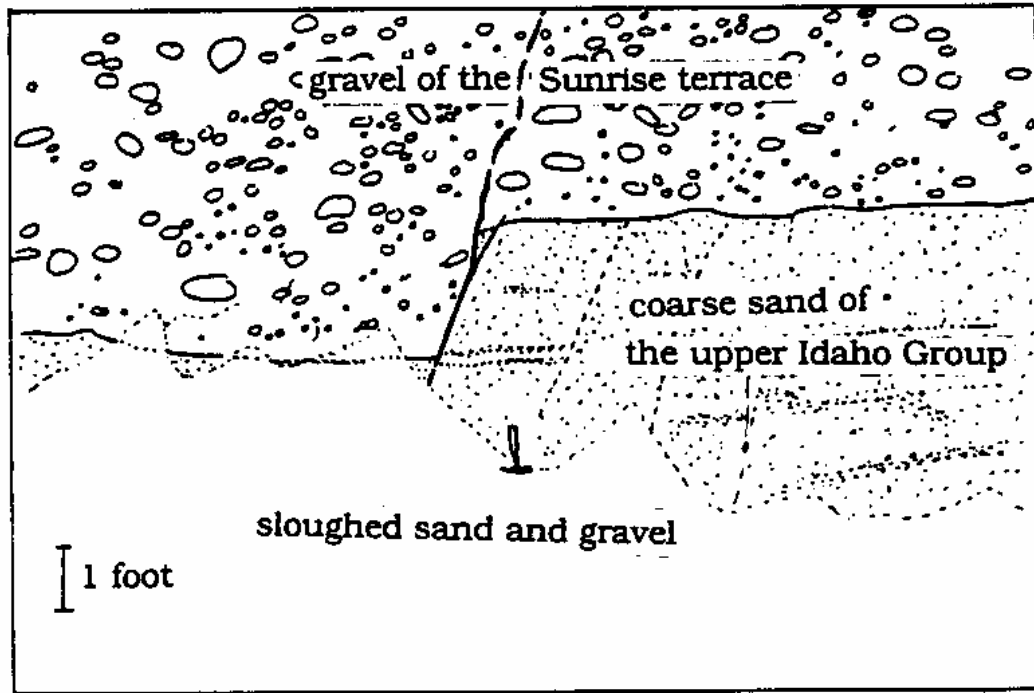 gravel of the Sunrise terrace
coarse sand of
the upper Idaho Group
sloughed sand and gravel
1 foot